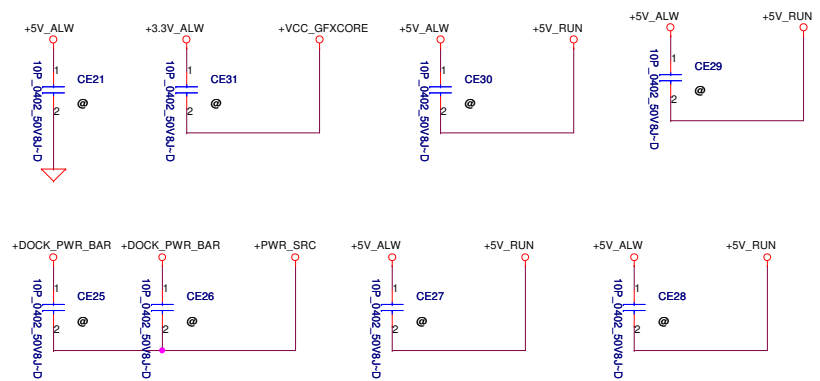 +5V_ALW
1
CE21
@
2
10P_0402_50V8J~D
+3.3V_ALW
+VCC_GFXCORE
1
CE31
@
2
10P_0402_50V8J~D
+5V_ALW
+5V_RUN
1
CE30
@
2
10P_0402_50V8J~D
+5V_ALW
+5V_RUN
1
CE29
@
2
10P_0402_50V8J~D
+DOCK_PWR_BAR
1
CE25
@
2
10P_0402_50V8J~D
+DOCK_PWR_BAR
+PWR_SRC
1
CE26
@
2
10P_0402_50V8J~D
+5V_ALW
+5V_RUN
1
CE27
@
2
10P_0402_50V8J~D
+5V_ALW
+5V_RUN
1
CE28
@
2
10P_0402_50V8J~D